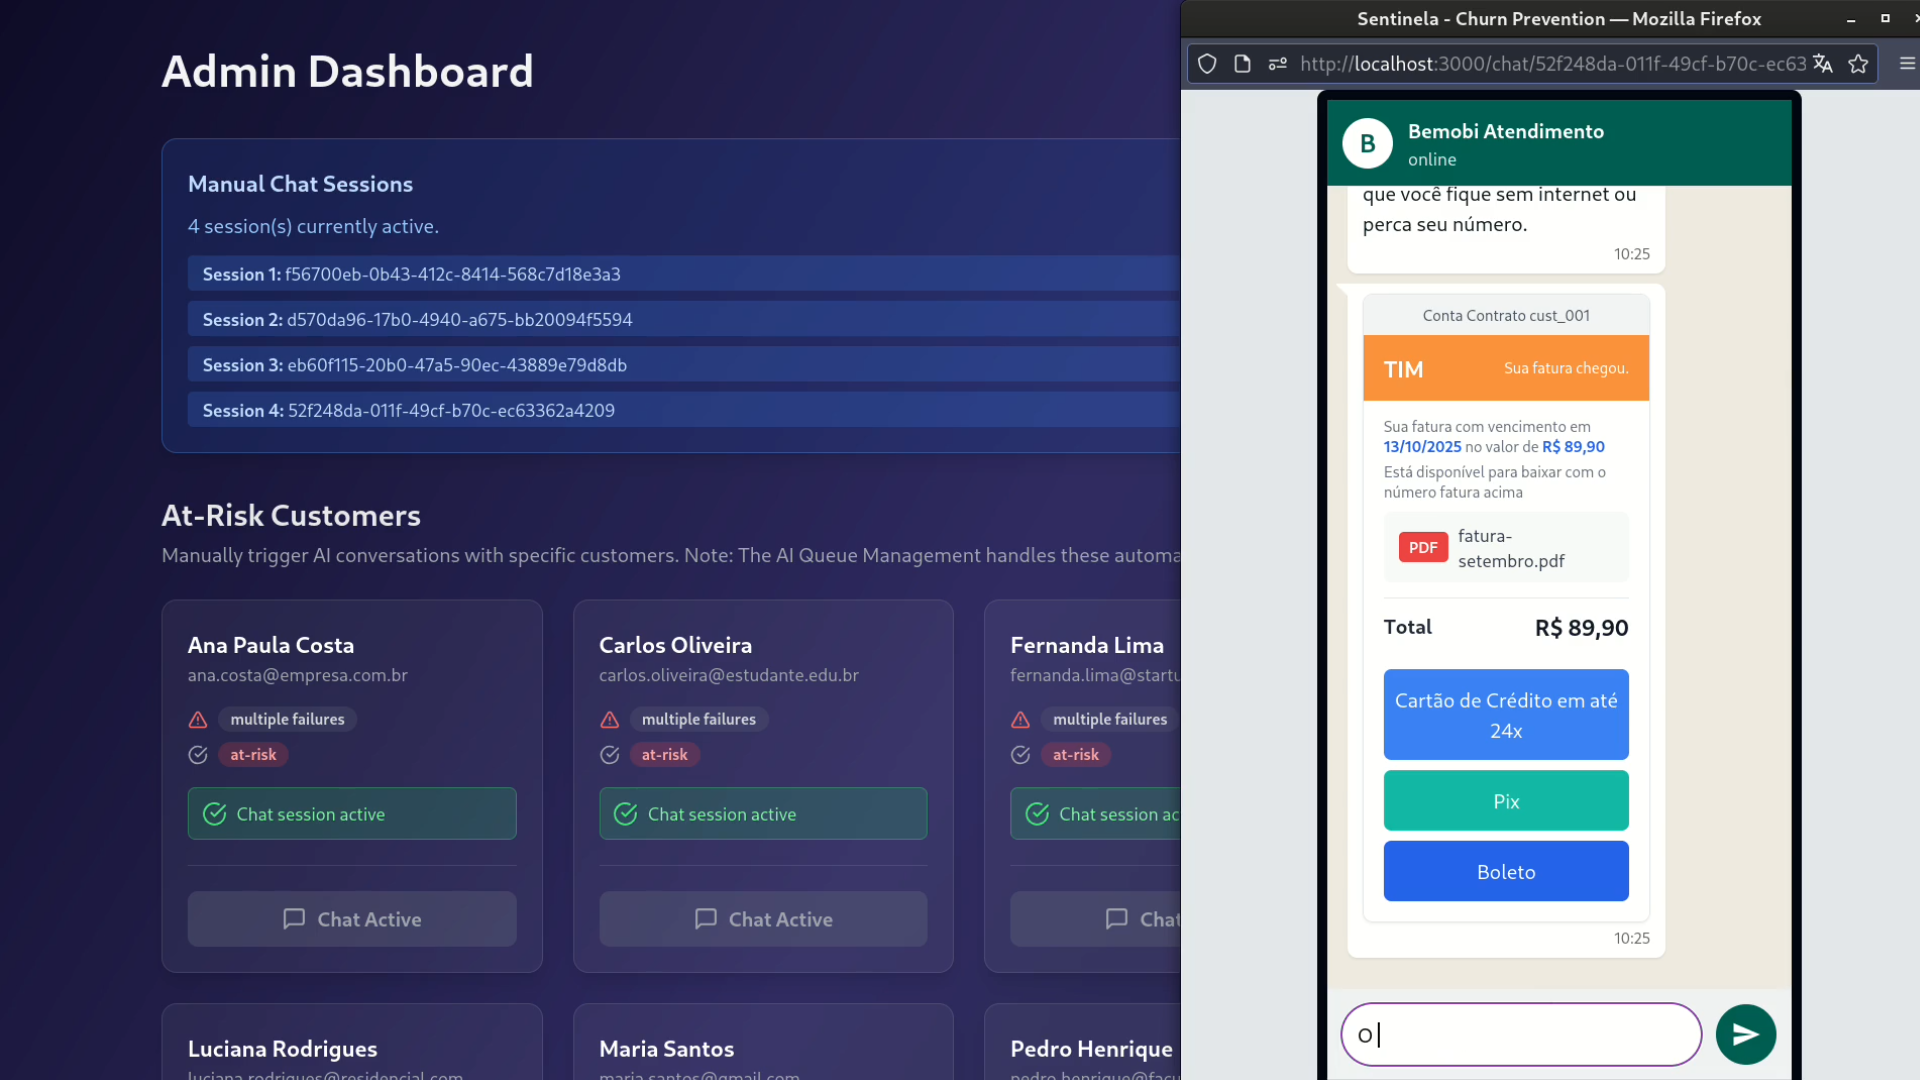 Admin Dashboard
Manual Chat Sessions
4 session(s) currently active.
Session 1: f56700eb-0b43-412c-8414-568c7d18e3a3
Session 2: d570da96-17b0-4940-a675-bb20094f5594
Session 3: eb60f115-20b0-47a5-90ec-43889e79d8db
Session 4: 52f248da-011f-49cf-b70c-ec63362a4209
At-Risk Customers
Manually trigger AI conversations with specific customers. Note: The AI Queue Management handles these automa
Ana Paula Costa
ana.costa@empresa.com.br
multiple failures
at-risk
Chat session active
Chat Active
Carlos Oliveira
carlos.oliveira@estudante.edu.br
multiple failures
at-risk
Chat session active
Chat Active
Fernanda Lima
fernanda.lima@startu
multiple failures
at-risk
Chat session ac
Chat
Luciana Rodrigues
luciana.rodrigues@residencial.com
Maria Santos
maria.santos@gmail.com
Pedro Henrique
pedro.henrique@facu
Sentinela - Churn Prevention — Mozilla Firefox
http://localhost:3000/chat/52f248da-011f-49cf-b70c-ec63
B
Bemobi Atendimento
online
que você fique sem internet ou
perca seu número.
10:25
Conta Contrato cust_001
TIM
Sua fatura chegou.
Sua fatura com vencimento em
13/10/2025 no valor de R$ 89,90
Está disponível para baixar com o
número fatura acima
PDF
fatura-
setembro.pdf
Total
R$ 89,90
Cartão de Crédito em até
24x
Pix
Boleto
10:25
O